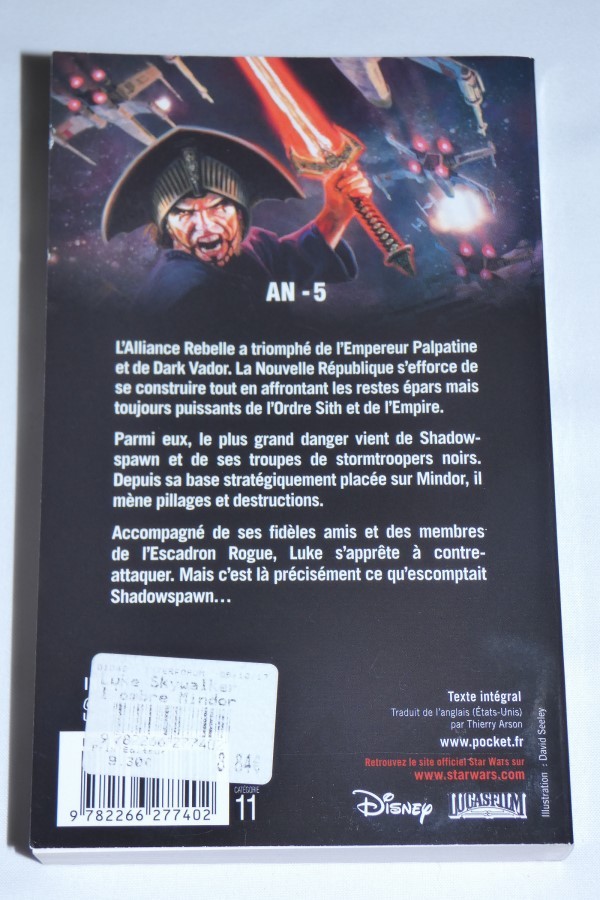 AN - 5
L'Alliance Rebelle a triomphé de l'Empereur Palpatine
et de Dark Vador. La Nouvelle République s'efforce de
se construire tout en affrontant les restes épars mais
toujours puissants de l'Ordre Sith et de l'Empire.
Parmi eux, le plus grand danger vient de Shadow-
spawn et de ses troupes de stormtroopers noirs.
Depuis sa base stratégiquement placée sur Mindor, il
mène pillages et destructions.
Accompagné de ses fidèles amis et des membres
de l'Escadron Rogue, Luke s'apprête à contre-
attaquer. Mais c'est là précisément ce qu'escomptait
Shadowspawn...
Luke Skywalker
L'ombre Mindor
9.30€
8.84€
CATÉGORIE
11
9 782266 277402
Texte intégral
Traduit de l'anglais (États-Unis)
par Thierry Arson
www.pocket.fr
Retrouvez le site officiel Star Wars sur
www.starwars.com
Disney
LUCASFILM
Illustration : David Seeley